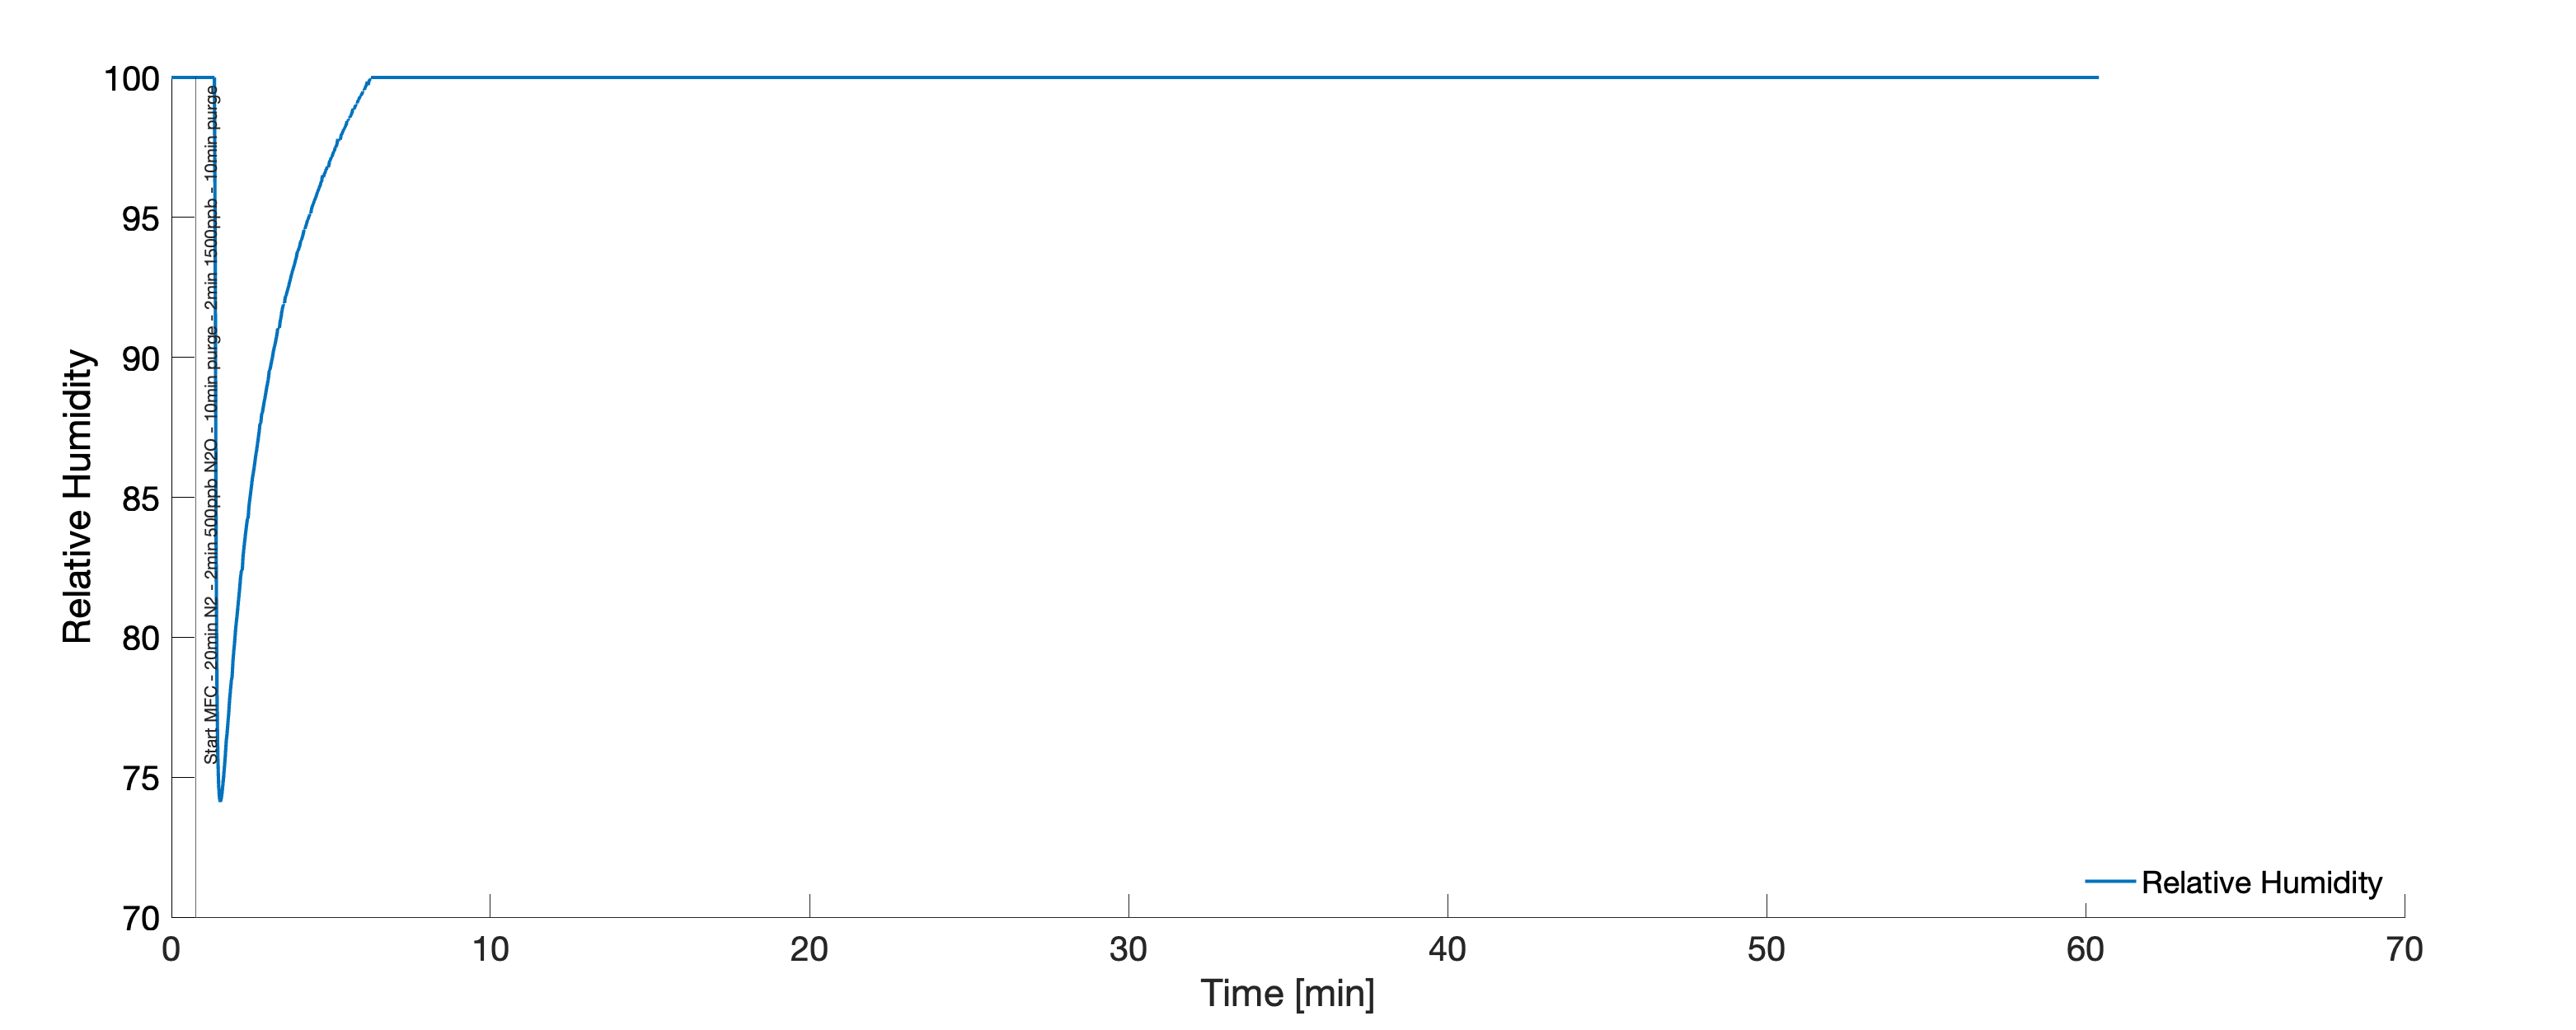 100
95
90
85
80
75
70
Relative Humidity
Start MFC - 20min N2 - 2min 500ppb N2O - 10min purge - 2min 1500ppb - 10min purge
Relative Humidity
0 10 20 30 40 50 60 70
Time [min]